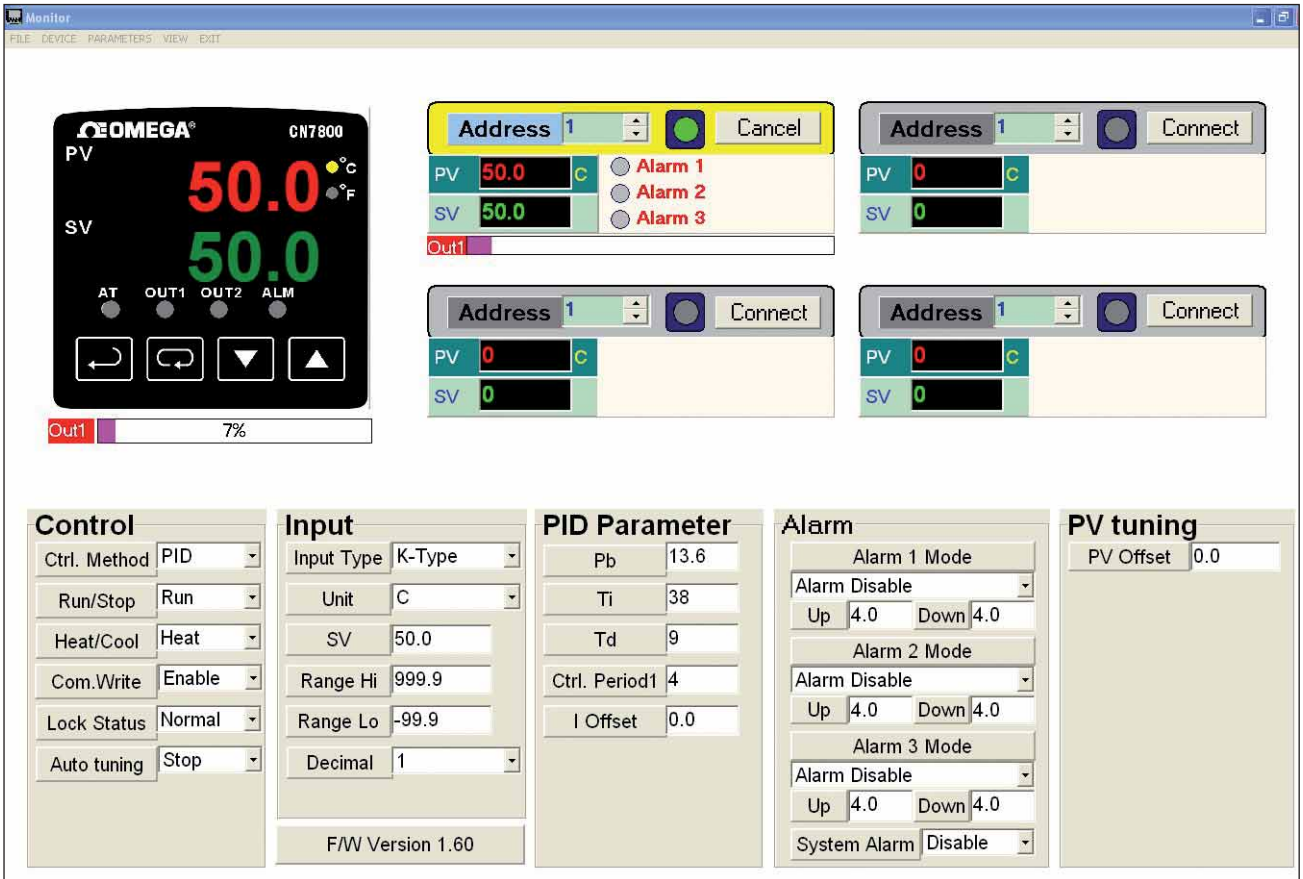 Monitor
FILE DEVICE PARAMETERS VIEW EXIT
ΩOMEGA® CN7800
PV
50.0 °C
°F
SV
50.0
AT OUT1 OUT2 ALM
Out1 7%
Address 1 Cancel
PV 50.0 C Alarm 1
Alarm 2
SV 50.0 Alarm 3
Out1
Address 1 Connect
PV 0 C
SV 0
Address 1 Connect
PV 0 C
SV 0
Address 1 Connect
PV 0 C
SV 0
Control
Ctrl. Method PID
Run/Stop Run
Heat/Cool Heat
Com.Write Enable
Lock Status Normal
Auto tuning Stop
Input
Input Type K-Type
Unit C
SV 50.0
Range Hi 999.9
Range Lo -99.9
Decimal 1
F/W Version 1.60
PID Parameter
Pb 13.6
Ti 38
Td 9
Ctrl. Period1 4
I Offset 0.0
Alarm
Alarm 1 Mode
Alarm Disable
Up 4.0 Down 4.0
Alarm 2 Mode
Alarm Disable
Up 4.0 Down 4.0
Alarm 3 Mode
Alarm Disable
Up 4.0 Down 4.0
System Alarm Disable
PV tuning
PV Offset 0.0